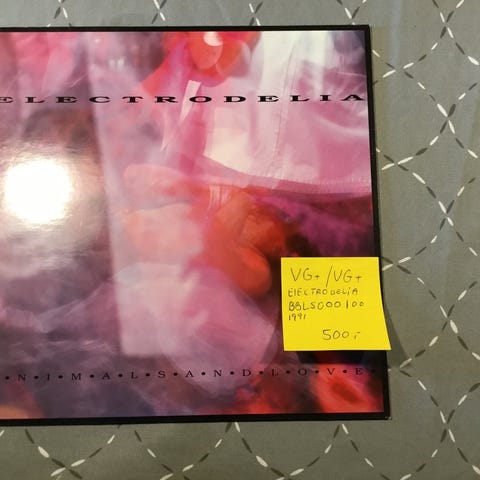 ELECTRODELIA
VG+/VG+
ELECTRODELIA
BBLS000100
1991
500,-
•N•I•M•A•L•S•A•N•D•L•O•V•E•